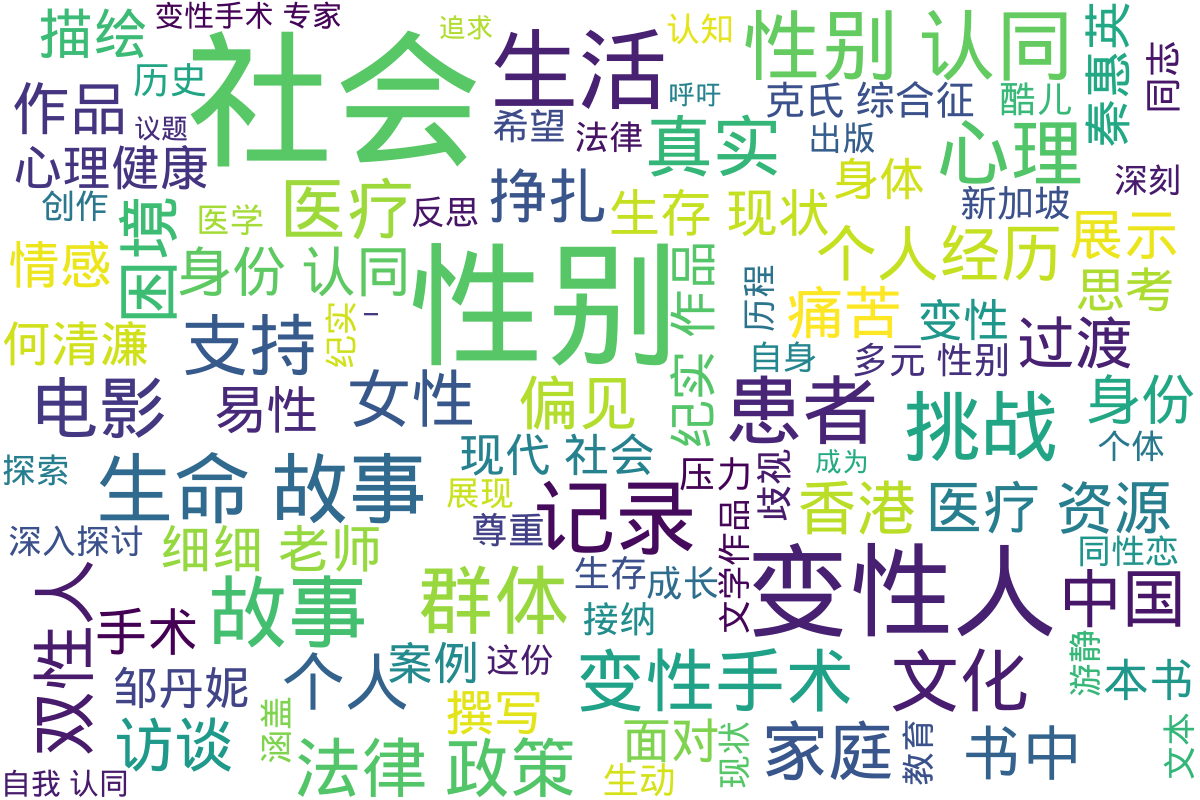 变性手术 专家
描绘
社会
追求
生活
认知
性别 认同
秦惠英
同志
历史
作品
议题
呼吁
希望
法律
真实
克氏 综合征
酷儿
出版
心理
心理健康
创作
困境
医学
医疗
反思
挣扎
生存 现状
身体
新加坡
深刻
展示
情感
身份 认同
性别
纪实 作品
个人经历
思考
历程
痛苦
变性
过渡
何清濂
支持
纪实
一
自身
多元 性别
电影
易性
女性
偏见
患者
挑战
身份
个体
探索
生命 故事
现代 社会
展现
压力
歧视
成为
记录
尊重
文学作品
香港
医疗 资源
深入探讨
细细 老师
同性恋
双性人
手术
故事
群体
生存
成长
接纳
变性人
中国
游静
邹丹妮
个人
案例
这份
变性手术
文化
本书
访谈
涵盖
撰写
面对
现状
家庭
教育
书中
文本
法律 政策
生动
自我 认同